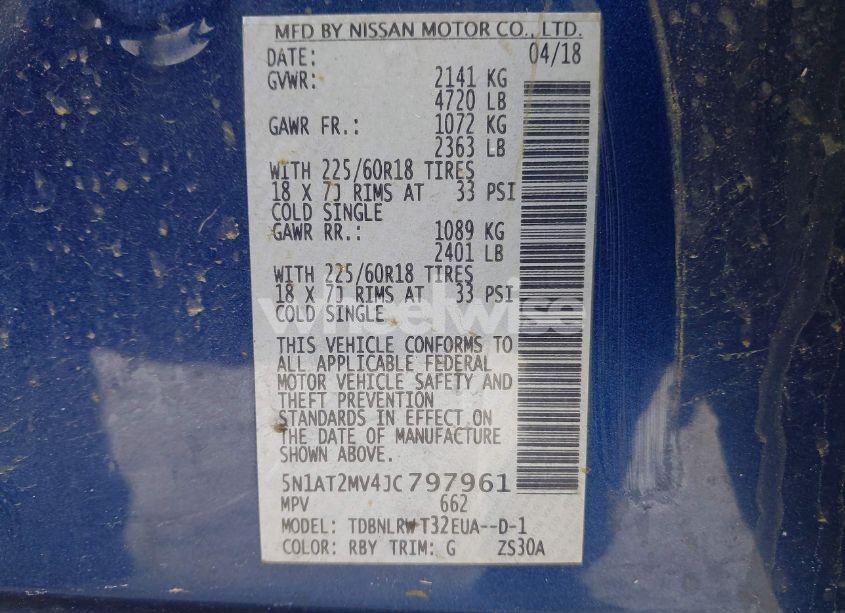 MFD BY NISSAN MOTOR CO., LTD.
DATE: 04/18
GVWR: 2141 KG
4720 LB
GAWR FR.: 1072 KG
2363 LB
WITH 225/60R18 TIRES
18 X 7J RIMS AT 33 PSI
COLD SINGLE
GAWR RR.: 1089 KG
2401 LB
WITH 225/60R18 TIRES
18 X 7J RIMS AT 33 PSI
COLD SINGLE
wiselwise
THIS VEHICLE CONFORMS TO
ALL APPLICABLE FEDERAL
MOTOR VEHICLE SAFETY AND
THEFT PREVENTION
STANDARDS IN EFFECT ON
THE DATE OF MANUFACTURE
SHOWN ABOVE.
5N1AT2MV4JC797961
MPV 662
MODEL: TDBNLRW-T32EUA--D-1
COLOR: RBY TRIM: G ZS30A